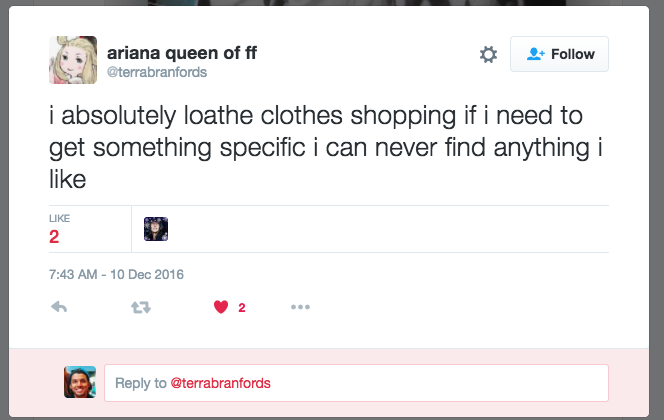 ariana queen of ff
@terrabranfords
Follow
i absolutely loathe clothes shopping if i need to
get something specific i can never find anything i
like
LIKE
2
7:43 AM - 10 Dec 2016
2
Reply to @terrabranfords